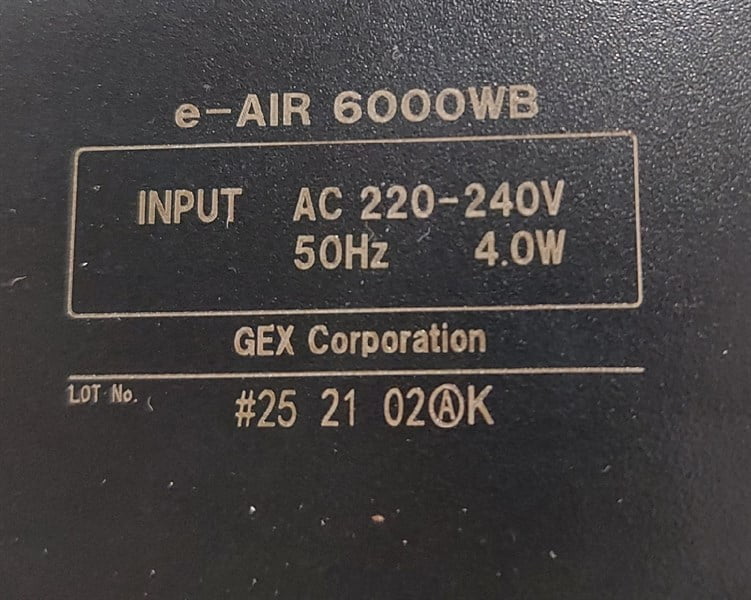 e-AIR 6000WB
INPUT AC 220-240V
50Hz 4.0W
GEX Corporation
LOT No. #25 21 02ⒶK